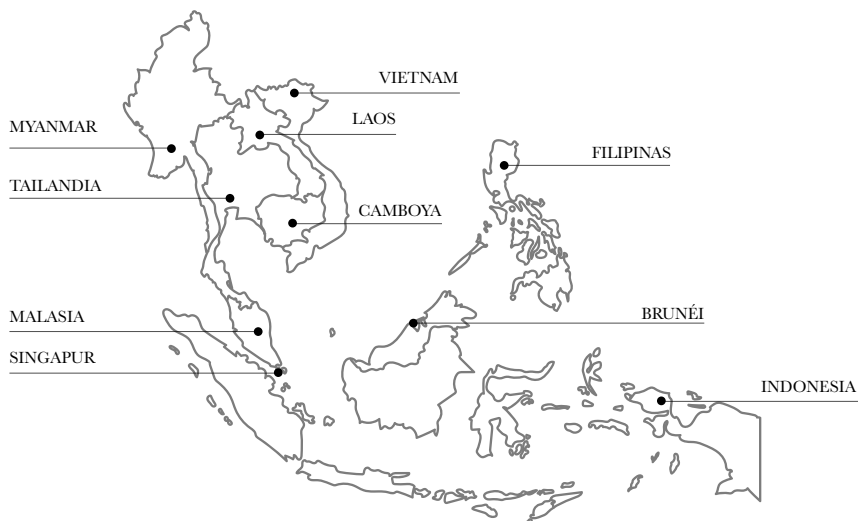 VIETNAM
LAOS
MYANMAR
FILIPINAS
TAILANDIA
CAMBOYA
MALASIA
BRUNÉI
SINGAPUR
INDONESIA